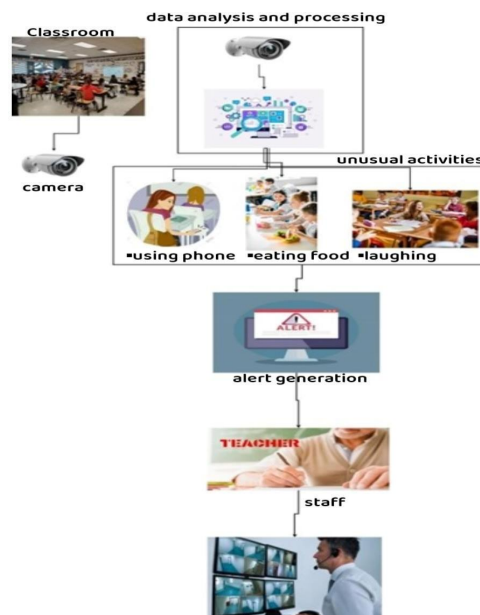 data analysis and processing
Classroom
camera
unusual activities
▪using phone ▪eating food ▪laughing
ALERT!
alert generation
TEACHER
staff